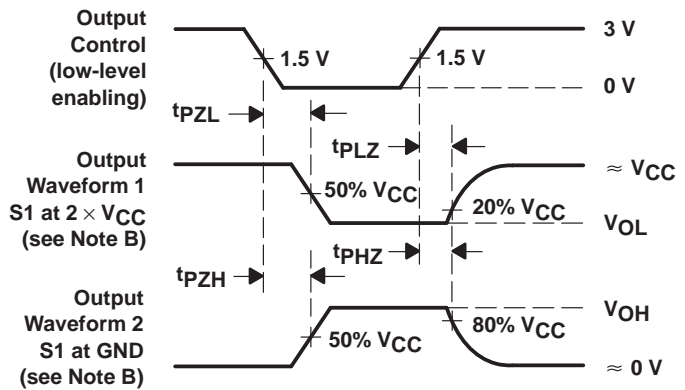 Output
Control
(low-level
enabling)
1.5 V
1.5 V
3 V
0 V
tPZL
tPLZ
Output
Waveform 1
S1 at 2 × VCC
(see Note B)
50% VCC
20% VCC
≈ VCC
VOL
tPZH
tPHZ
Output
Waveform 2
S1 at GND
(see Note B)
50% VCC
80% VCC
VOH
≈ 0 V